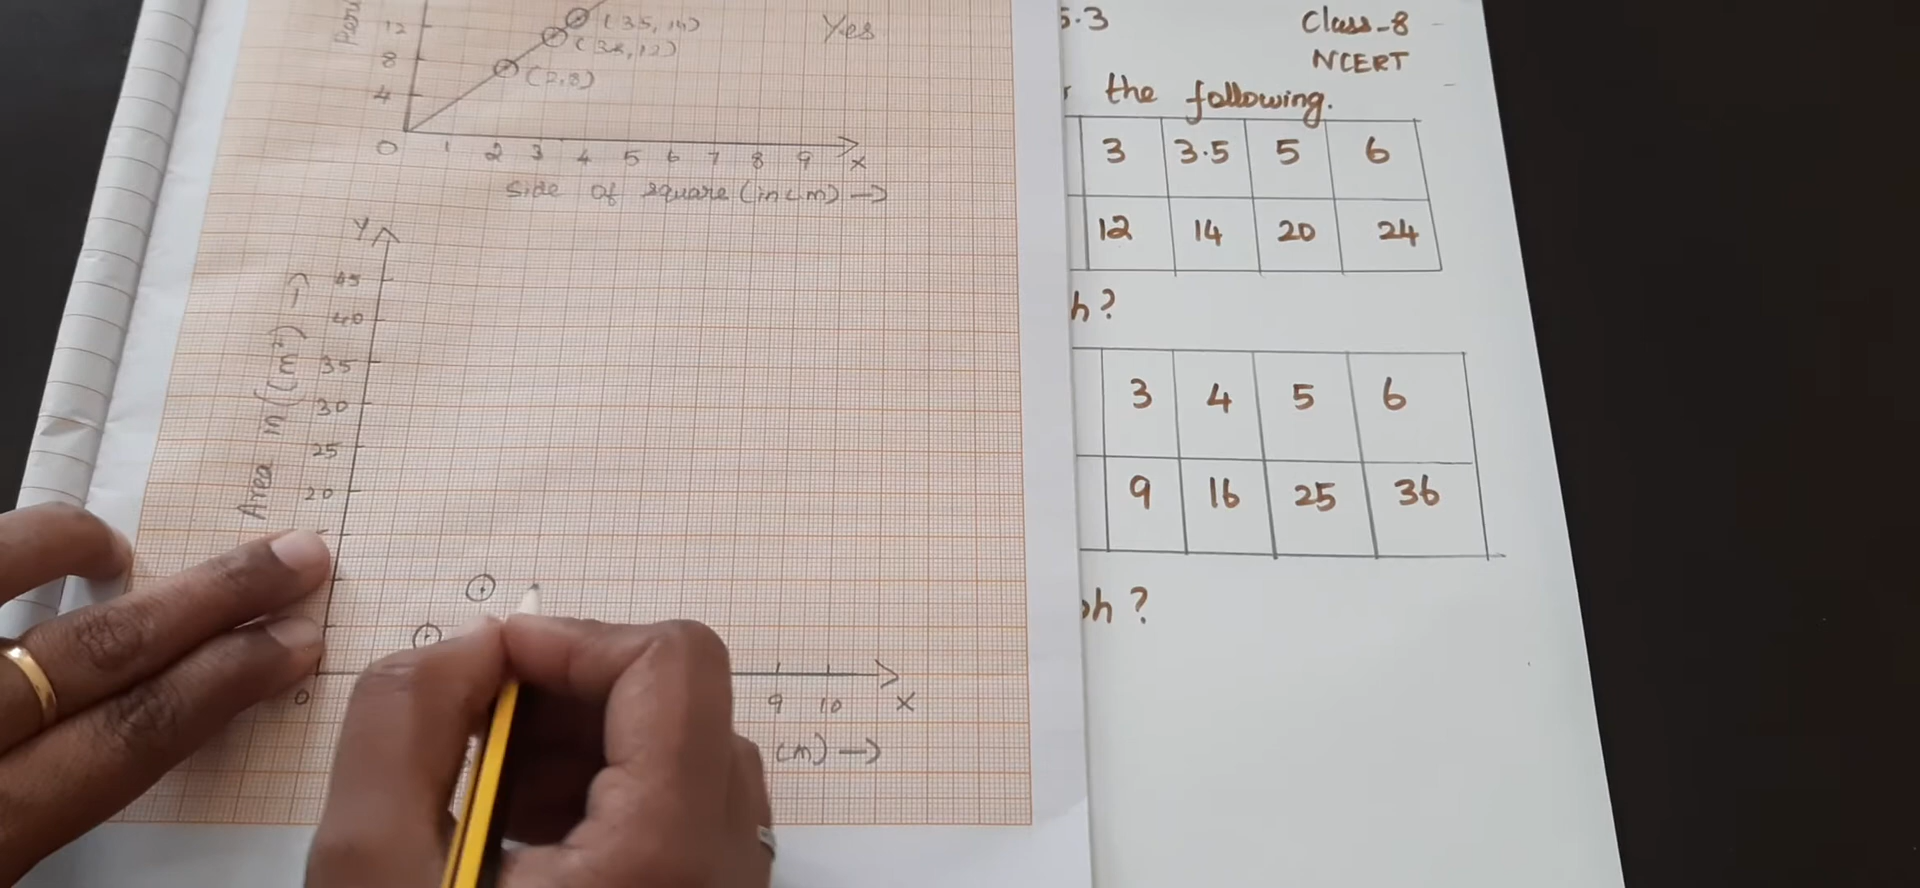 12
(3.5, 14)
Yes
8
(3, 12)
4
(2,8)
0 1 2 3 4 5 6 7 8 9 X
side of square (in cm) →
Y
45
40
35
30
25
20
Area
0
9 10 X
cm) →
5.3
Class-8
NCERT
the following.
3 3.5 5 6
12 14 20 24
h?
3 4 5 6
9 16 25 36
ph ?